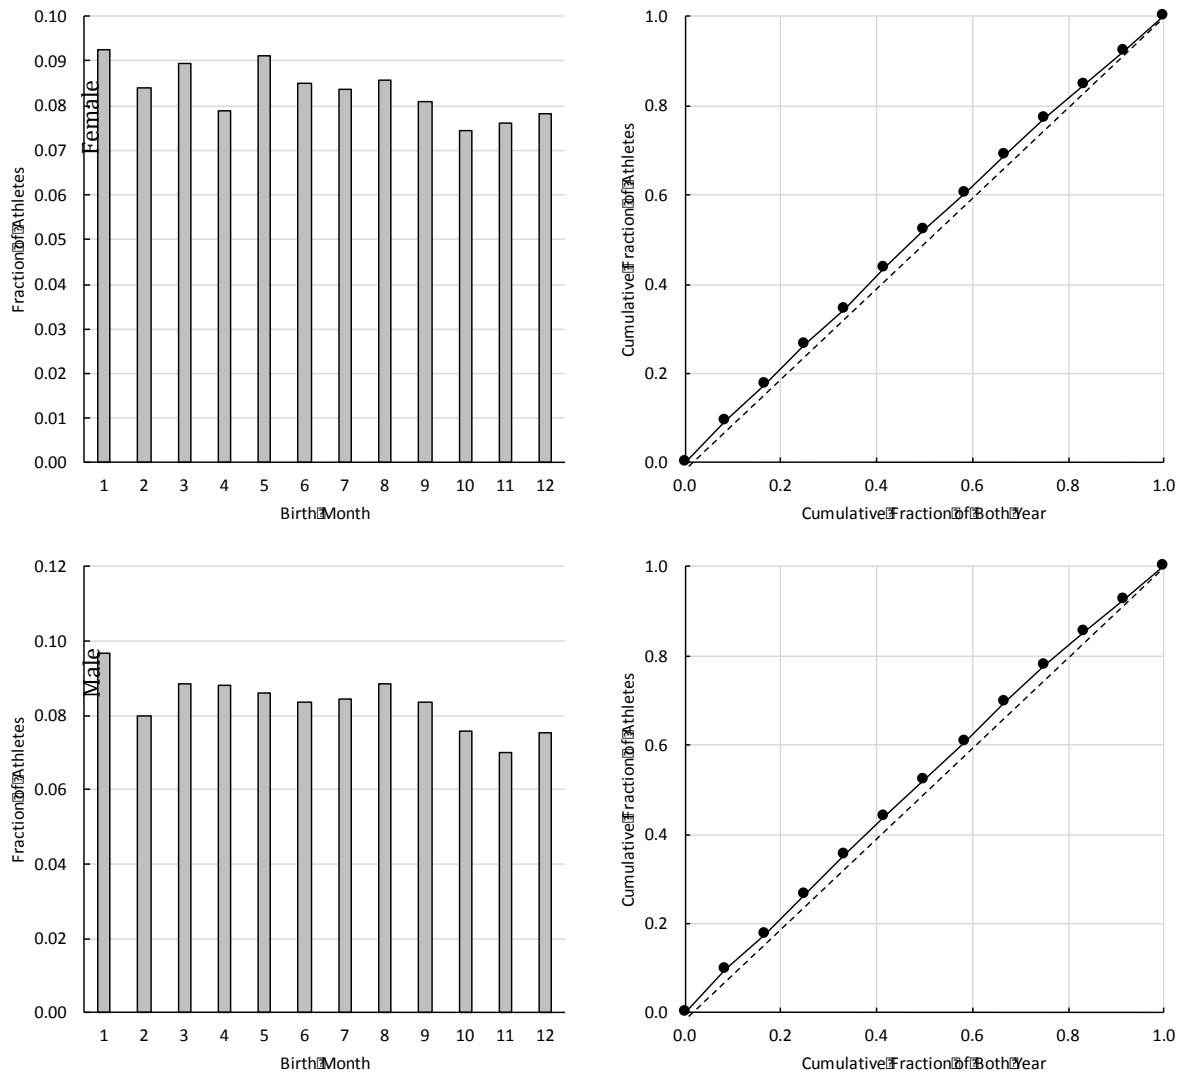 0.10
0.09
0.08
0.07
0.06
0.05
0.04
0.03
0.02
0.01
0.00
Female
Fraction of Athletes
1 2 3 4 5 6 7 8 9 10 11 12
Birth Month
1.0
0.8
0.6
0.4
0.2
0.0
Cumulative Fraction of Athletes
0.0 0.2 0.4 0.6 0.8 1.0
Cumulative Fraction of Both Year
0.12
0.10
0.08
0.06
0.04
0.02
0.00
Male
Fraction of Athletes
1 2 3 4 5 6 7 8 9 10 11 12
Birth Month
1.0
0.8
0.6
0.4
0.2
0.0
Cumulative Fraction of Athletes
0.0 0.2 0.4 0.6 0.8 1.0
Cumulative Fraction of Both Year